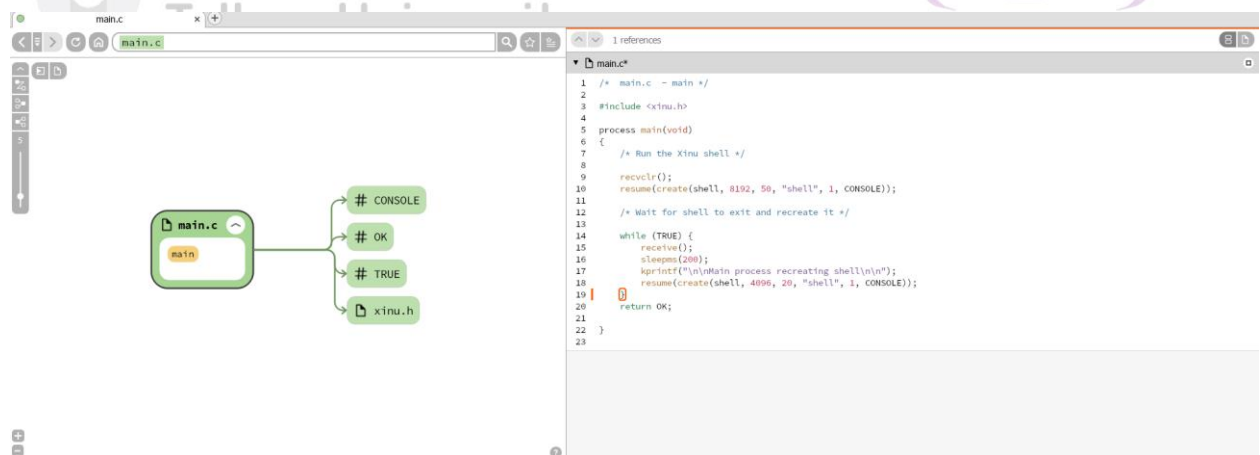 main.c
main.c
5
main.c
main
# CONSOLE
# OK
# TRUE
xinu.h
1 references
main.c*
1 /* main.c - main */
2
3 #include <xinu.h>
4
5 process main(void)
6 {
7 /* Run the Xinu shell */
8
9 recvclr();
10 resume(create(shell, 8192, 50, "shell", 1, CONSOLE));
11
12 /* Wait for shell to exit and recreate it */
13
14 while (TRUE) {
15 receive();
16 sleepms(200);
17 kprintf("\n\nMain process recreating shell\n\n");
18 resume(create(shell, 4096, 20, "shell", 1, CONSOLE));
19 }
20 return OK;
21
22 }
23